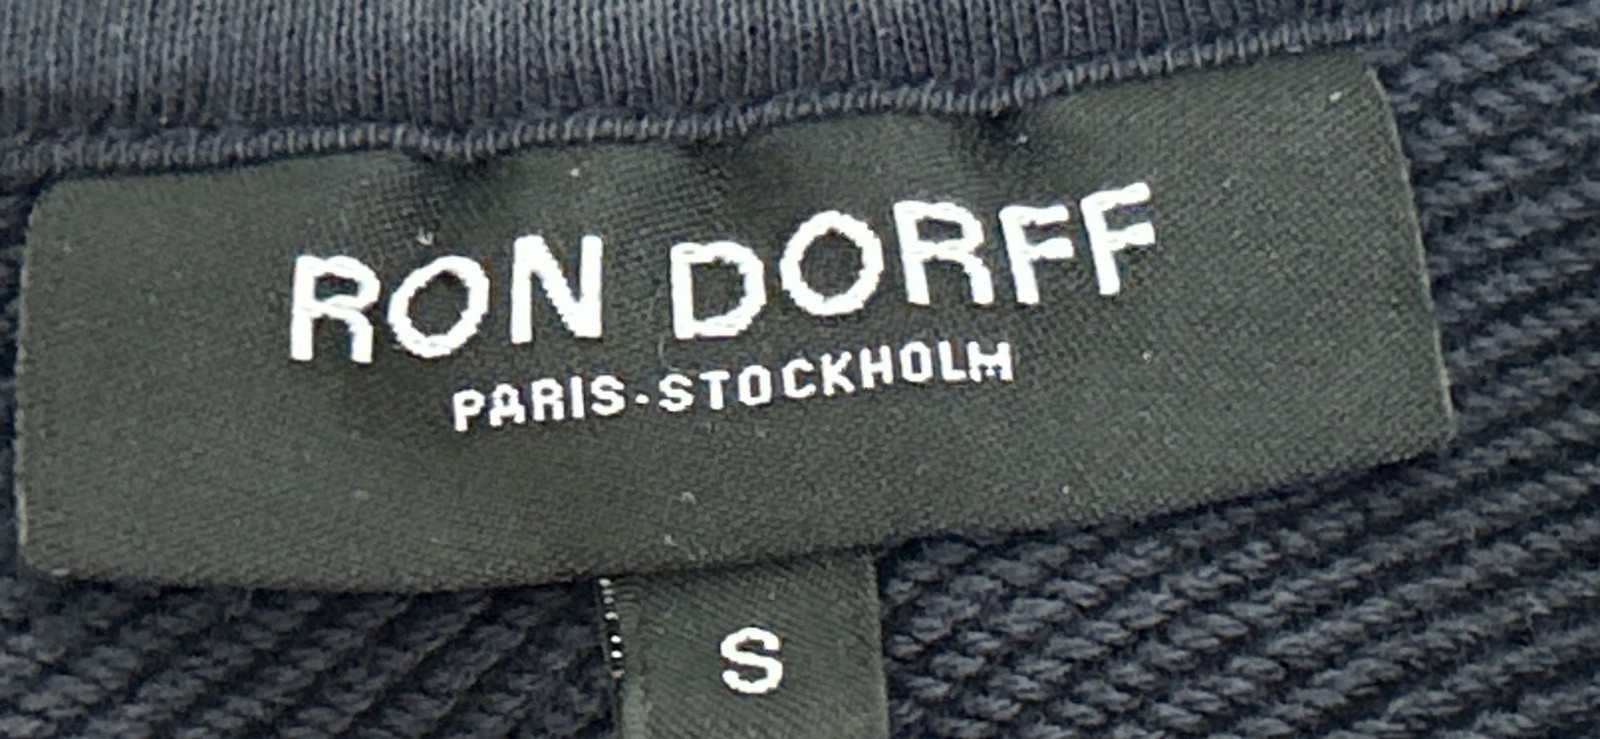 RON DORFF
PARIS-STOCKHOLM
S